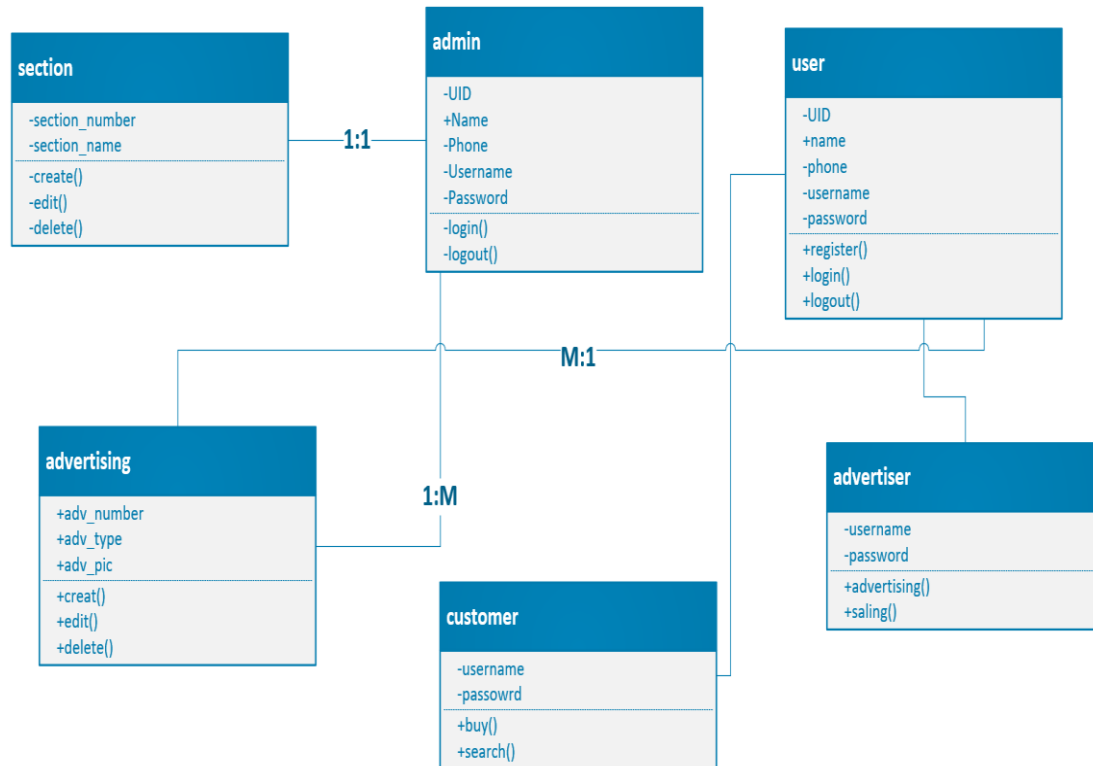 section
-section_number
-section_name
-create()
-edit()
-delete()
1:1
admin
-UID
+Name
-Phone
-Username
-Password
-login()
-logout()
user
-UID
+name
-phone
-username
-password
+register()
+login()
+logout()
M:1
advertising
+adv_number
+adv_type
+adv_pic
+creat()
+edit()
+delete()
1:M
customer
-username
-passowrd
+buy()
+search()
advertiser
-username
-password
+advertising()
+saling()